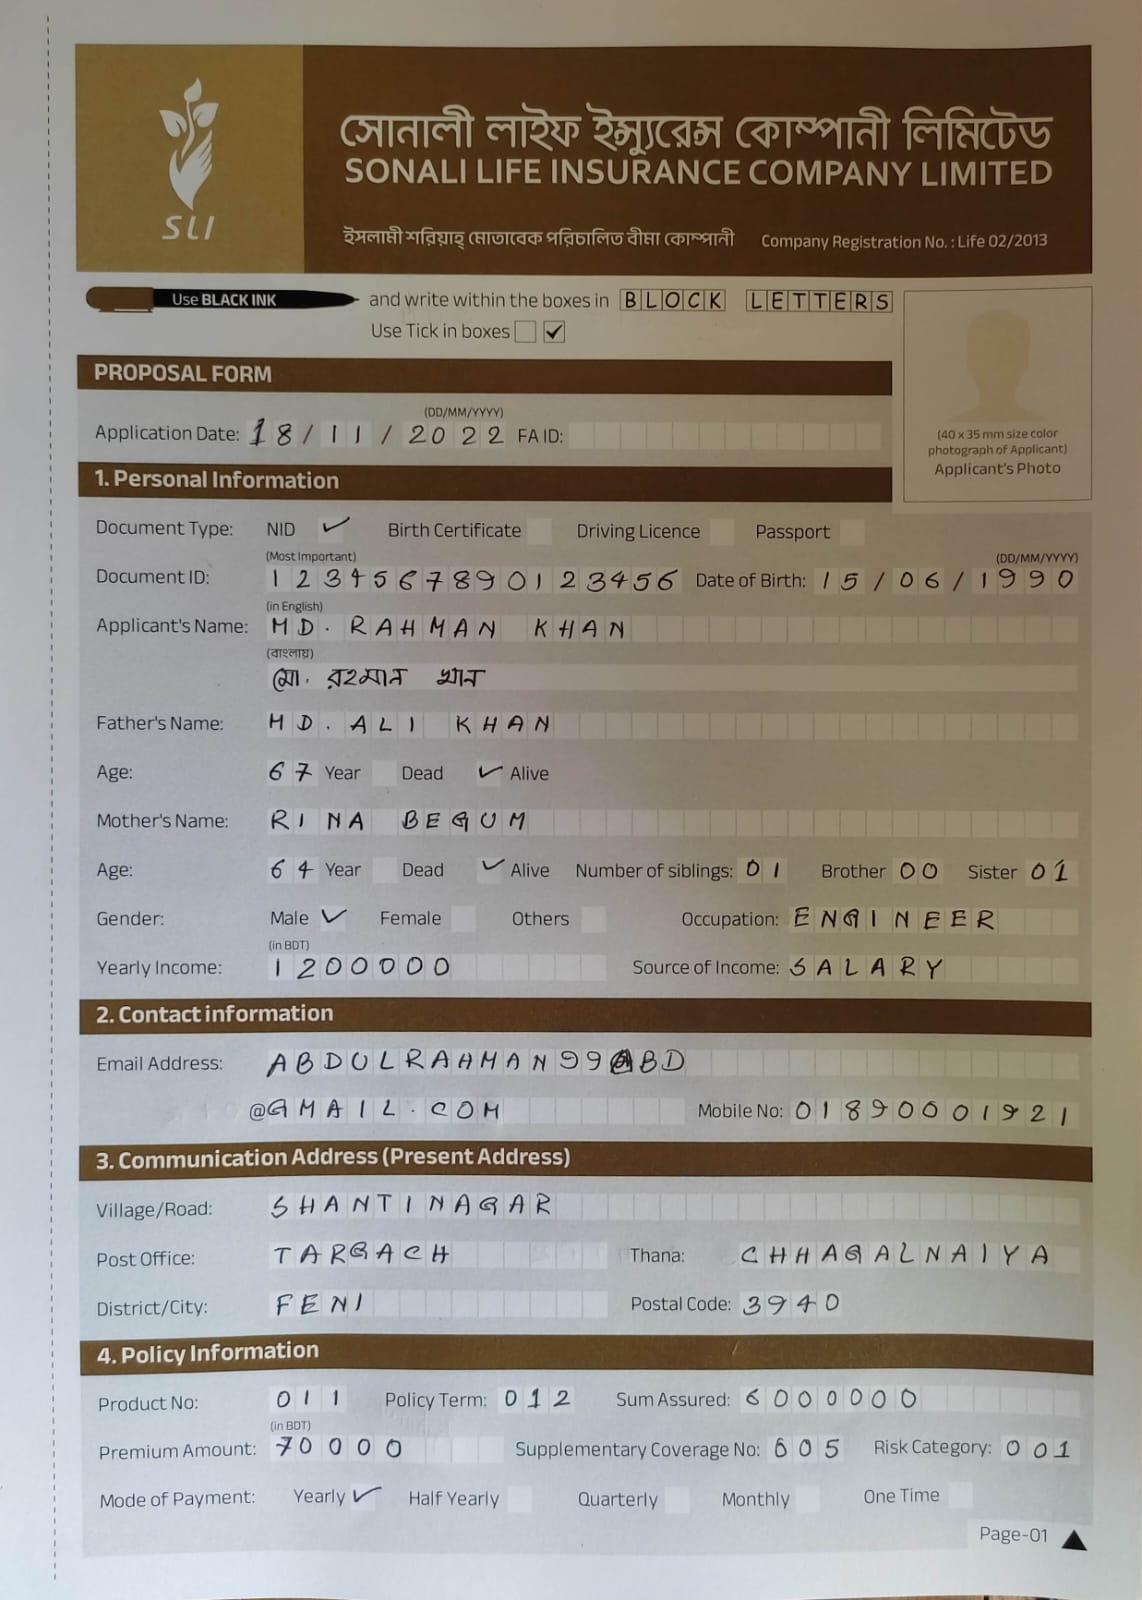 সোনালী লাইফ ইন্স্যুরেন্স কোম্পানী লিমিটেড
SONALI LIFE INSURANCE COMPANY LIMITED
SLI
ইসলামী শরিয়াহ্ মোতাবেক পরিচালিত বীমা কোম্পানী Company Registration No. : Life 02/2013
Use BLACK INK and write within the boxes in BLOCK LETTERS
Use Tick in boxes ✔
PROPOSAL FORM
(DD/MM/YYYY)
Application Date: 18/11/2022 FA ID:
(40 x 35 mm size color
photograph of Applicant)
Applicant's Photo
1. Personal Information
Document Type: NID ✓ Birth Certificate Driving Licence Passport
(Most Important) (DD/MM/YYYY)
Document ID: 1234567890123456 Date of Birth: 15/06/1990
(in English)
Applicant's Name: MD. RAHMAN KHAN
(বাংলায়)
মো. রহমান খান
Father's Name: MD. ALI KHAN
Age: 67 Year Dead ✓ Alive
Mother's Name: RINA BEGUM
Age: 64 Year Dead ✓ Alive Number of siblings: 01 Brother 00 Sister 01
Gender: Male ✓ Female Others Occupation: ENGINEER
(in BDT)
Yearly Income: 1200000 Source of Income: SALARY
2. Contact information
Email Address: ABDULRAHMAN99 BD
@GMAIL.COM Mobile No: 01890001921
3. Communication Address (Present Address)
Village/Road: SHANTINAGAR
Post Office: TARGACH Thana: CHHAGALNAIYA
District/City: FENI Postal Code: 3940
4. Policy Information
Product No: 011 Policy Term: 012 Sum Assured: 6000000
(in BDT)
Premium Amount: 70000 Supplementary Coverage No: 605 Risk Category: 001
Mode of Payment: Yearly ✓ Half Yearly Quarterly Monthly One Time
Page-01